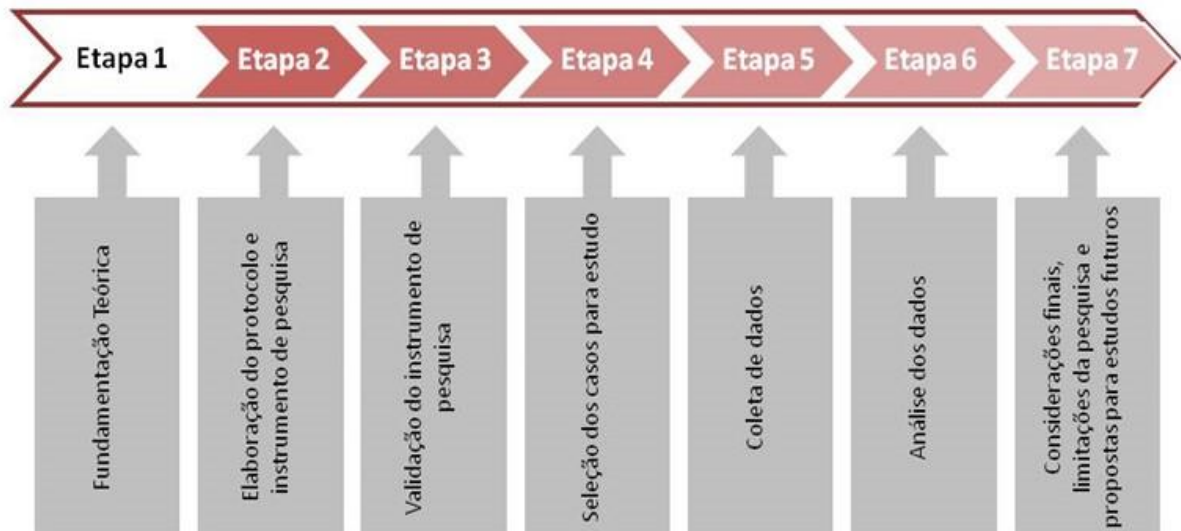 Etapa 1
Etapa 2
Etapa 3
Etapa 4
Etapa 5
Etapa 6
Etapa 7
Fundamentação Teórica
Elaboração do protocolo e
instrumento de pesquisa
Validação do instrumento de
pesquisa
Seleção dos casos para estudo
Coleta de dados
Análise dos dados
Considerações finais,
limitações da pesquisa e
propostas para estudos futuros